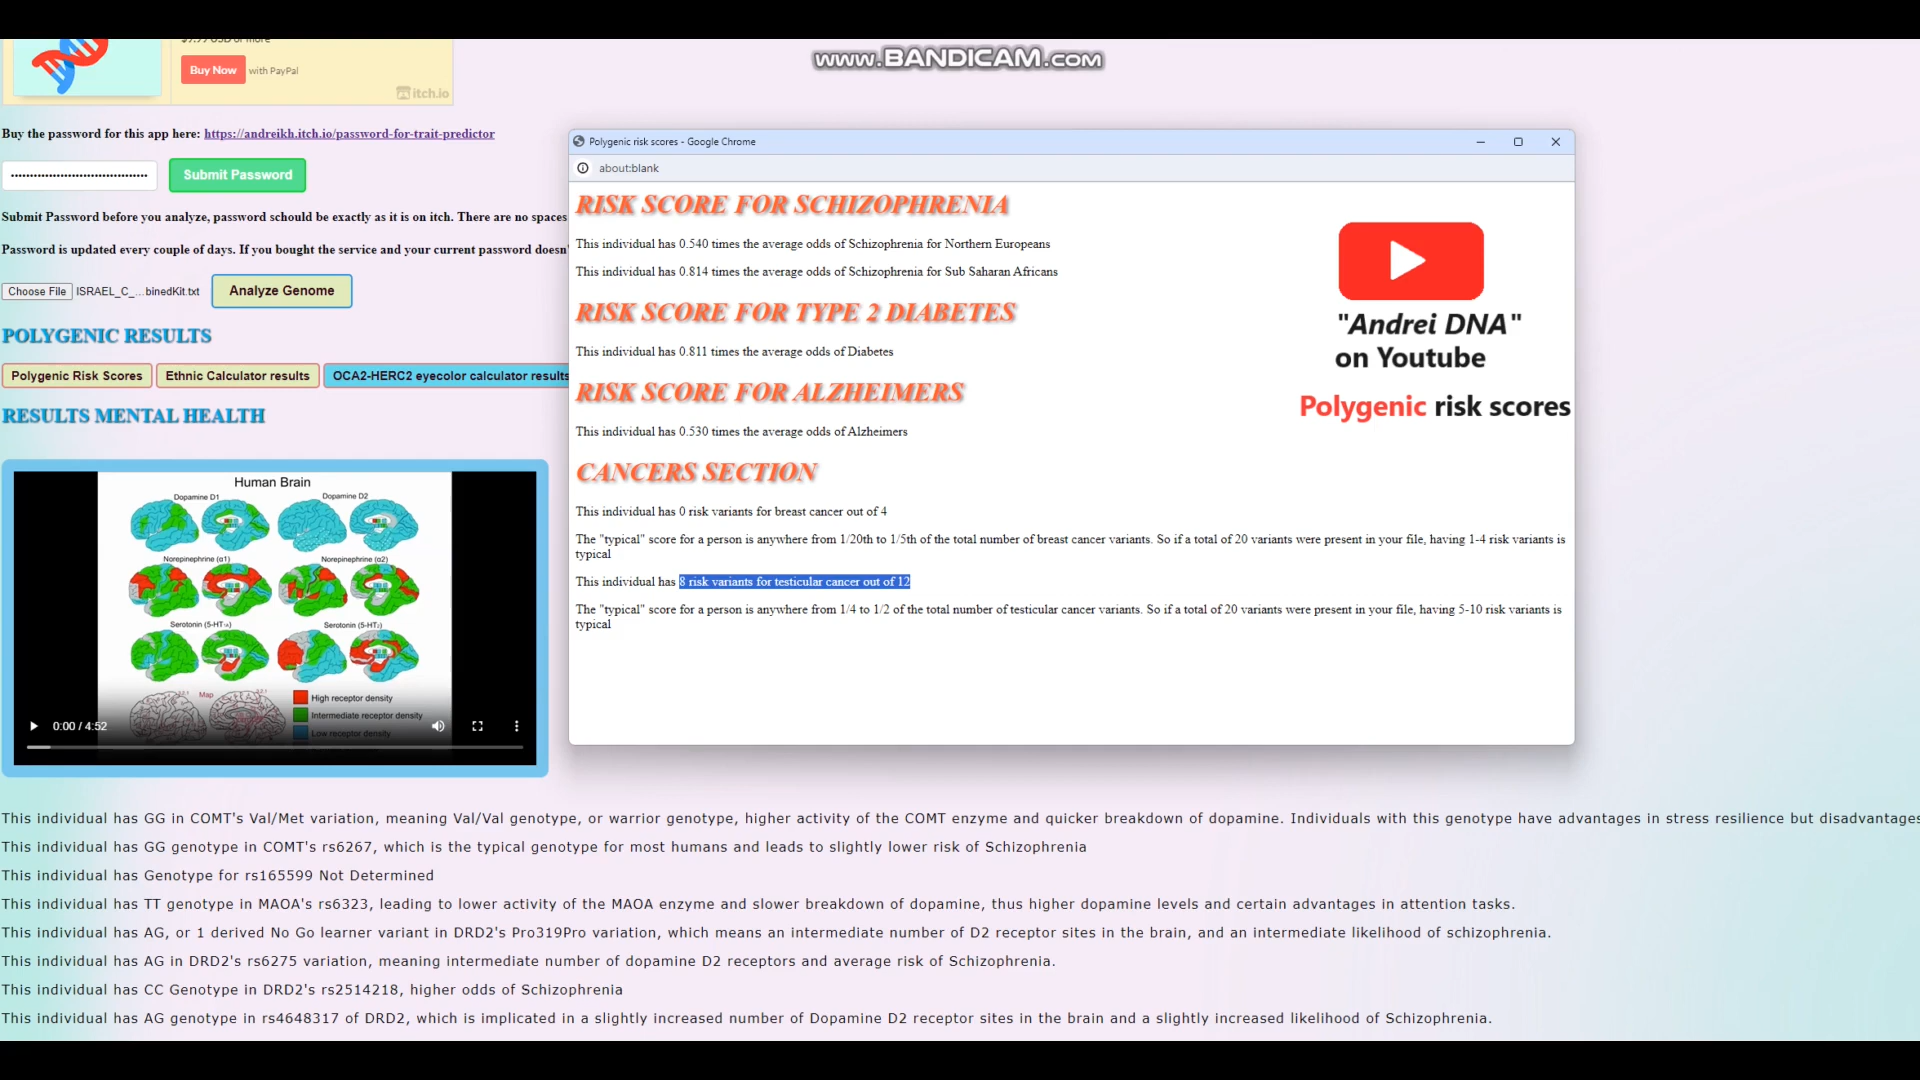 www.BANDICAM.com
$9.99 USD or more
Buy Now with PayPal
itch.io
Buy the password for this app here: https://andreikh.itch.io/password-for-trait-predictor
Submit Password
Submit Password before you analyze, password schould be exactly as it is on itch. There are no spaces
Password is updated every couple of days. If you bought the service and your current password doesn'
Choose File ISRAEL_C_...binedKit.txt Analyze Genome
POLYGENIC RESULTS
Polygenic Risk Scores Ethnic Calculator results OCA2-HERC2 eyecolor calculator results
RESULTS MENTAL HEALTH
Human Brain
Dopamine D1 Dopamine D2
Norepinephrine (α1) Norepinephrine (α2)
Serotonin (5-HT Serotonin (5-HT
Map
High receptor density
Intermediate receptor density
Low receptor density
0:00 / 4:52
Polygenic risk scores - Google Chrome
about:blank
RISK SCORE FOR SCHIZOPHRENIA
This individual has 0.540 times the average odds of Schizophrenia for Northern Europeans
This individual has 0.814 times the average odds of Schizophrenia for Sub Saharan Africans
RISK SCORE FOR TYPE 2 DIABETES
This individual has 0.811 times the average odds of Diabetes
RISK SCORE FOR ALZHEIMERS
This individual has 0.530 times the average odds of Alzheimers
CANCERS SECTION
This individual has 0 risk variants for breast cancer out of 4
The "typical" score for a person is anywhere from 1/20th to 1/5th of the total number of breast cancer variants. So if a total of 20 variants were present in your file, having 1-4 risk variants is
typical
This individual has 8 risk variants for testicular cancer out of 12
The "typical" score for a person is anywhere from 1/4 to 1/2 of the total number of testicular cancer variants. So if a total of 20 variants were present in your file, having 5-10 risk variants is
typical
"Andrei DNA"
on Youtube
Polygenic risk scores
This individual has GG in COMT's Val/Met variation, meaning Val/Val genotype, or warrior genotype, higher activity of the COMT enzyme and quicker breakdown of dopamine. Individuals with this genotype have advantages in stress resilience but disadvantages
This individual has GG genotype in COMT's rs6267, which is the typical genotype for most humans and leads to slightly lower risk of Schizophrenia
This individual has Genotype for rs165599 Not Determined
This individual has TT genotype in MAOA's rs6323, leading to lower activity of the MAOA enzyme and slower breakdown of dopamine, thus higher dopamine levels and certain advantages in attention tasks.
This individual has AG, or 1 derived No Go learner variant in DRD2's Pro319Pro variation, which means an intermediate number of D2 receptor sites in the brain, and an intermediate likelihood of schizophrenia.
This individual has AG in DRD2's rs6275 variation, meaning intermediate number of dopamine D2 receptors and average risk of Schizophrenia.
This individual has CC Genotype in DRD2's rs2514218, higher odds of Schizophrenia
This individual has AG genotype in rs4648317 of DRD2, which is implicated in a slightly increased number of Dopamine D2 receptor sites in the brain and a slightly increased likelihood of Schizophrenia.